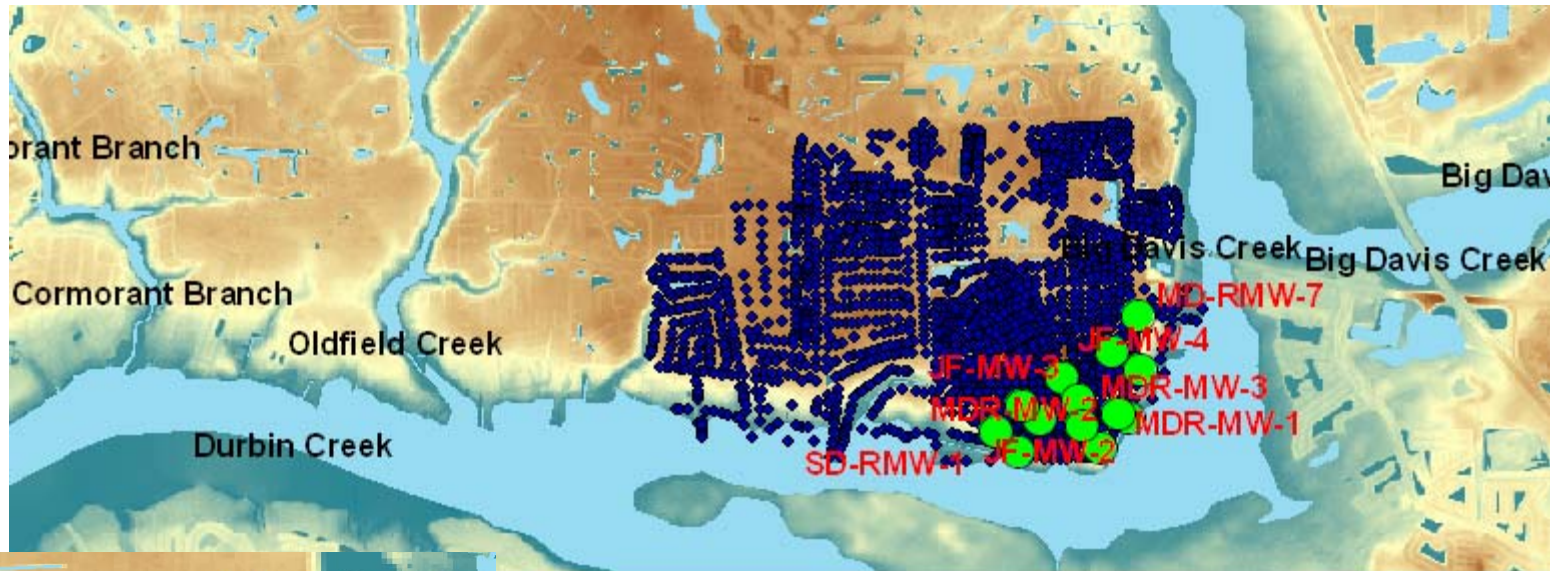 orant Branch
Big Dav
Big Davis Creek
Big Davis Creek
Cormorant Branch
MD-RMW-7
Oldfield Creek
JF-MW-4
JF-MW-3
MDR-MW-3
MDR-MW-2
MDR-MW-1
Durbin Creek
JF-MW-2
SD-RMW-1